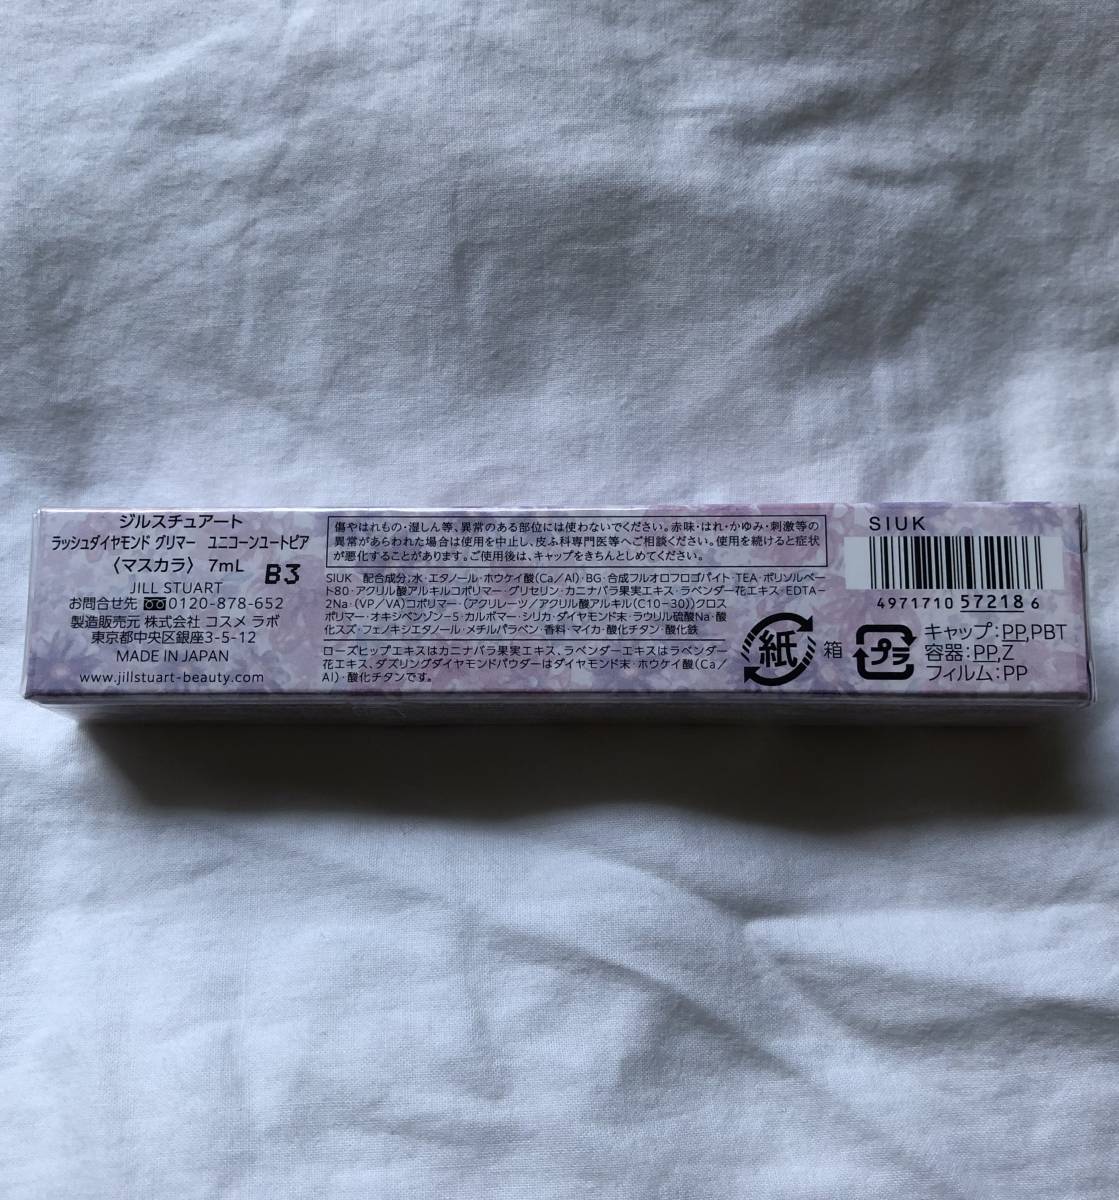 ジルスチュアート
ラッシュダイヤモンド グリマー ユニコーンユートピア
〈マスカラ〉 7mL
B3
JILL STUART
お問合せ先 0120-878-652
製造販売元 株式会社 コスメ ラボ
東京都中央区銀座3-5-12
MADE IN JAPAN
www.jillstuart-beauty.com
傷やはれもの・湿しん等、異常のある部位には使わないでください。赤味・はれ・かゆみ・刺激等の
異常があらわれた場合は使用を中止し、皮ふ科専門医等へご相談ください。使用を続けると症状
が悪化することがあります。ご使用後は、キャップをきちんとしめてください。
SIUK 配合成分:水・エタノール・ホウケイ酸(Ca/Al)・BG・合成フルオロフロゴパイト・TEA・ポリソルベー
ト80・アクリル酸アルキルコポリマー・グリセリン・カニナバラ果実エキス・ラベンダー花エキス・EDTA-
2Na・(VP/VA)コポリマー・(アクリレーツ/アクリル酸アルキル(C10-30))クロス
ポリマー・オキシベンゾン-5・カルボマー・シリカ・ダイヤモンド末・ラウリル硫酸Na・酸
化スズ・フェノキシエタノール・メチルパラベン・香料・マイカ・酸化チタン・酸化鉄
ローズヒップエキスはカニナバラ果実エキス、ラベンダーエキスはラベンダー
花エキス、ダズリングダイヤモンドパウダーはダイヤモンド末・ホウケイ酸(Ca/
Al)・酸化チタンです。
紙 箱
SIUK
4971710 57218 6
プラ
キャップ:PP,PBT
容器:PP,Z
フィルム:PP